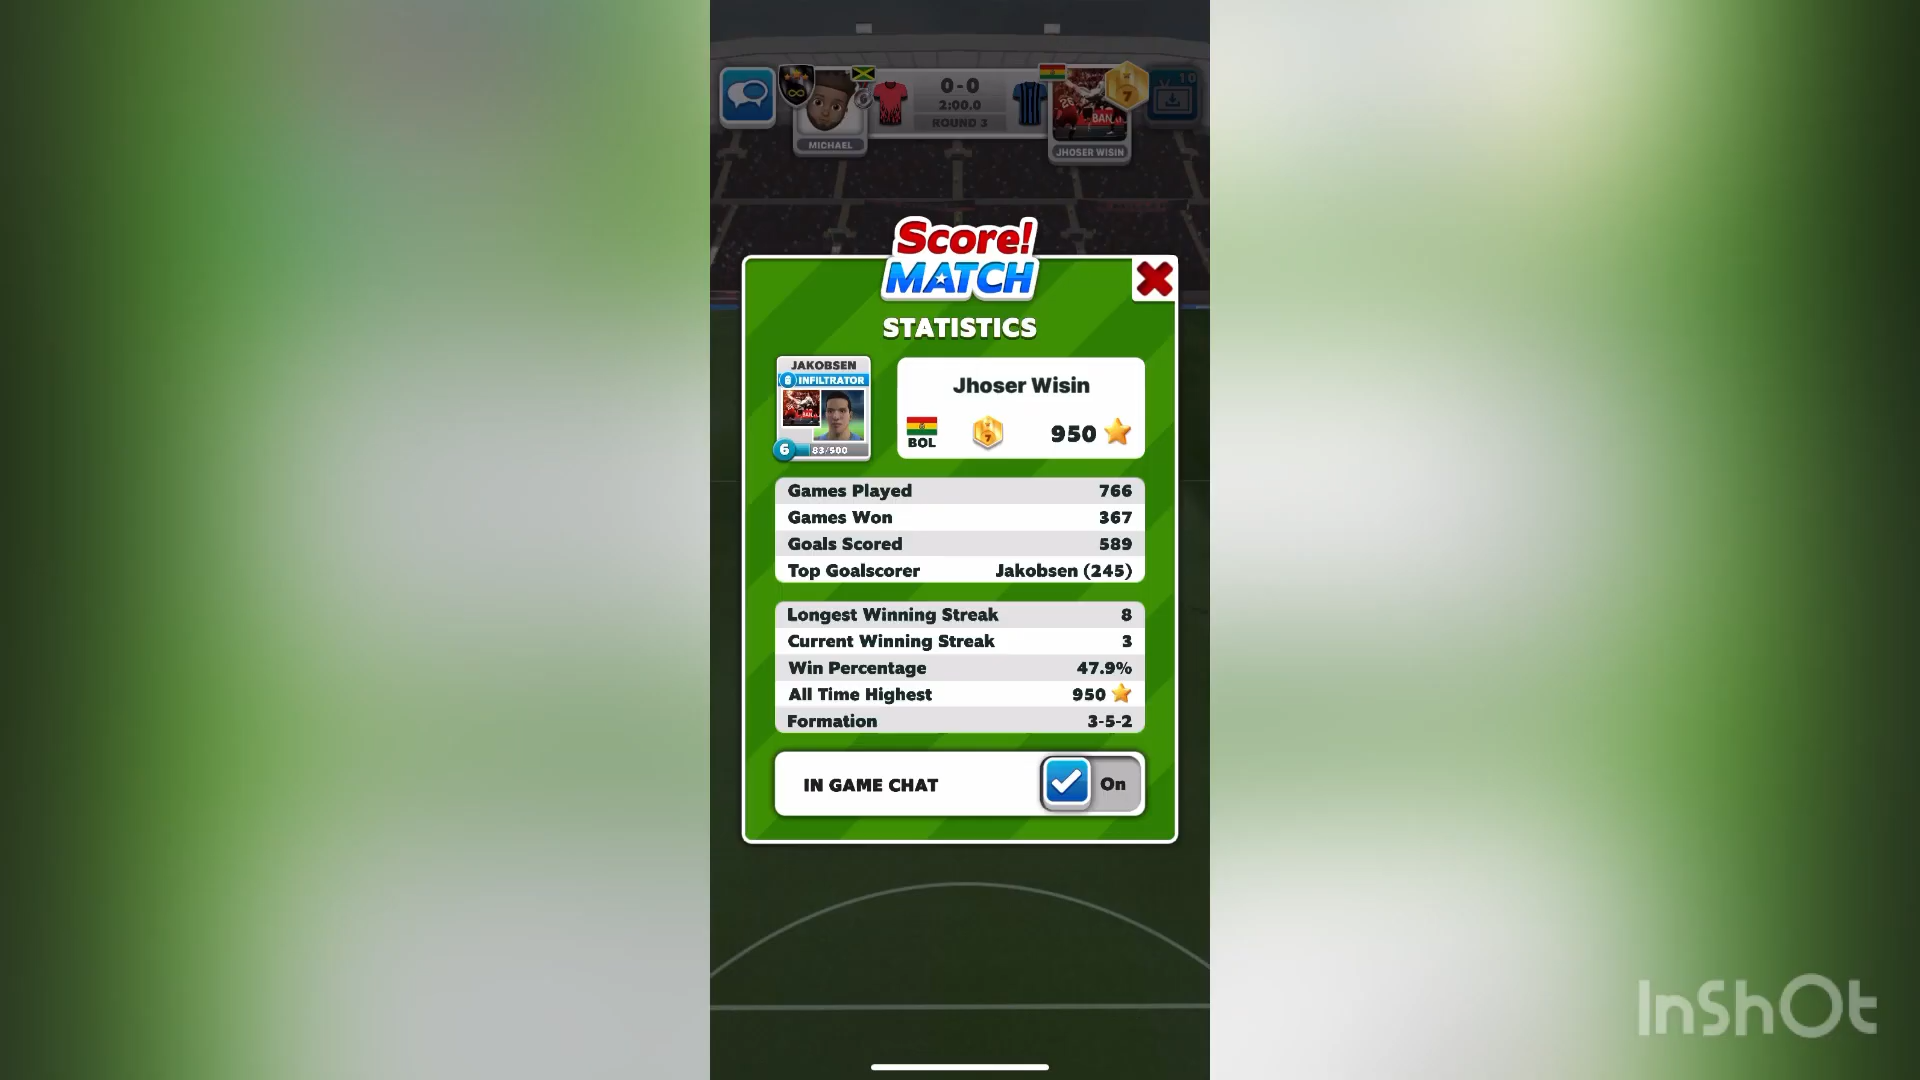 0-0
2:00.0
ROUND 3
10
7
MICHAEL
JHOSER WISIN
Score!
MATCH
STATISTICS
JAKOBSEN
INFILTRATOR
6 83/500
Jhoser Wisin
BOL 7 950
Games Played 766
Games Won 367
Goals Scored 589
Top Goalscorer Jakobsen (245)
Longest Winning Streak 8
Current Winning Streak 3
Win Percentage 47.9%
All Time Highest 950
Formation 3-5-2
IN GAME CHAT On
InShOt